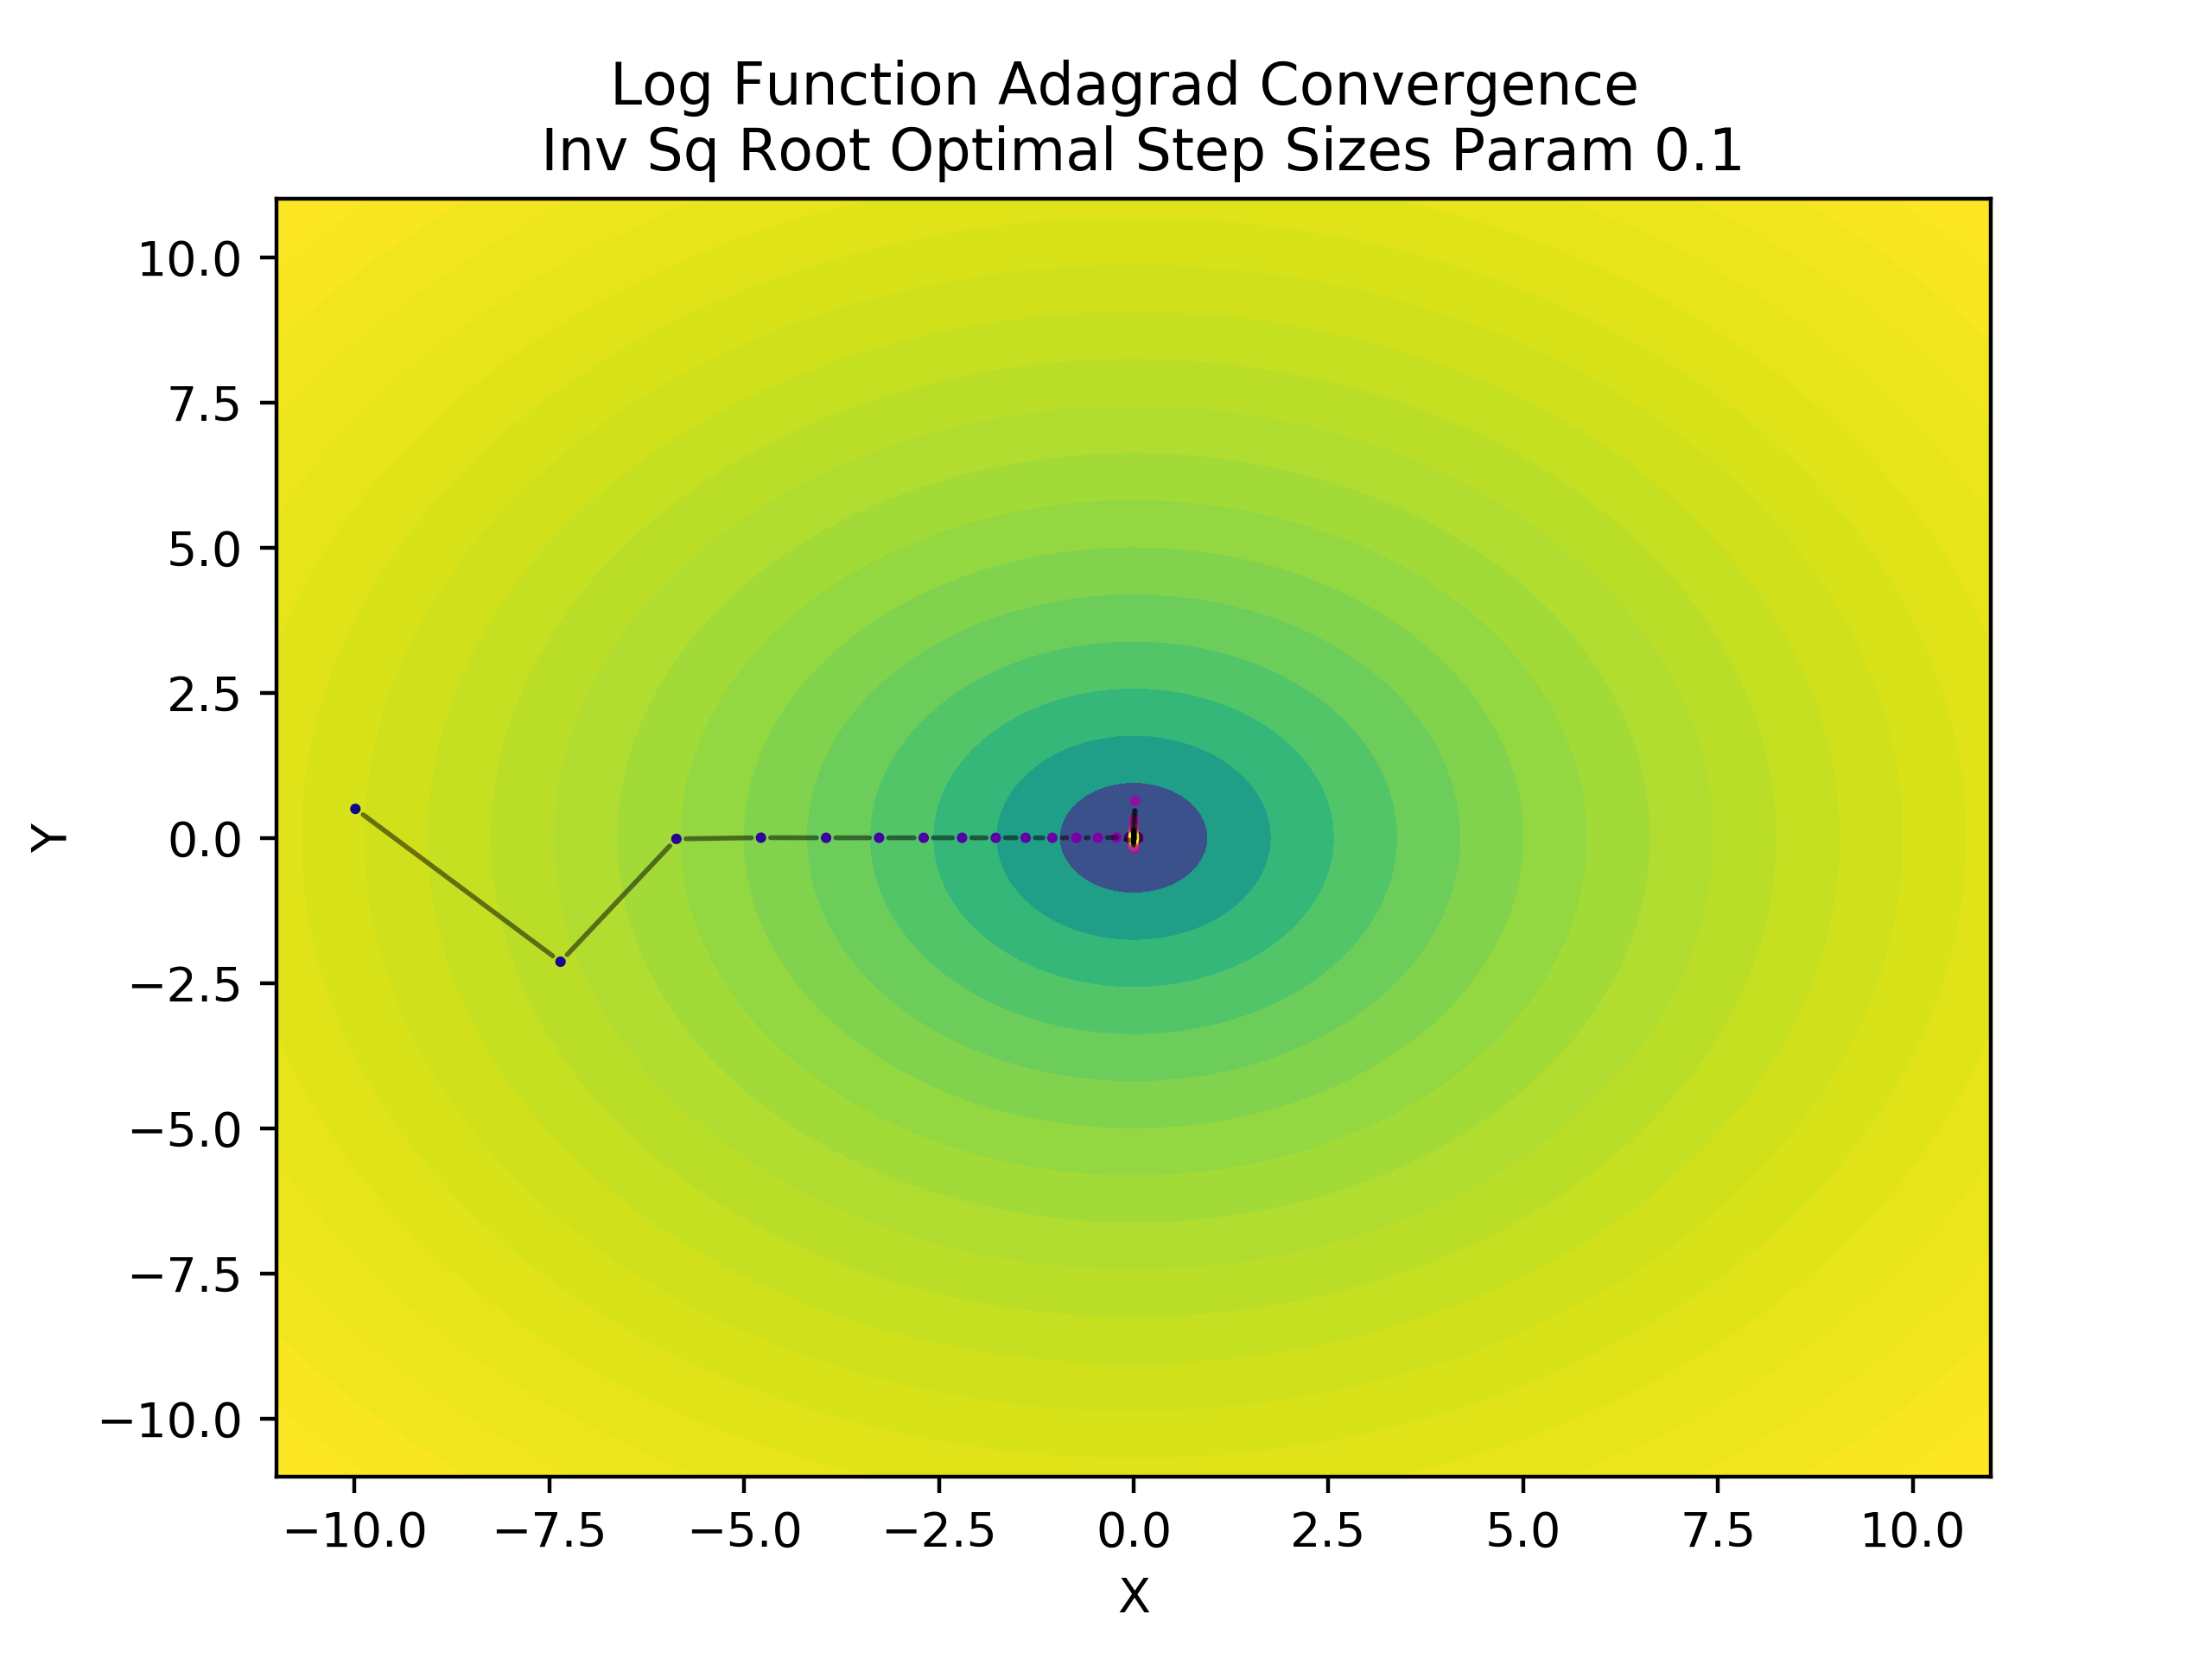 Log Function Adagrad Convergence
Inv Sq Root Optimal Step Sizes Param 0.1
10.0
7.5
5.0
2.5
0.0
−2.5
−5.0
−7.5
−10.0
Y
−10.0 −7.5 −5.0 −2.5 0.0 2.5 5.0 7.5 10.0
X